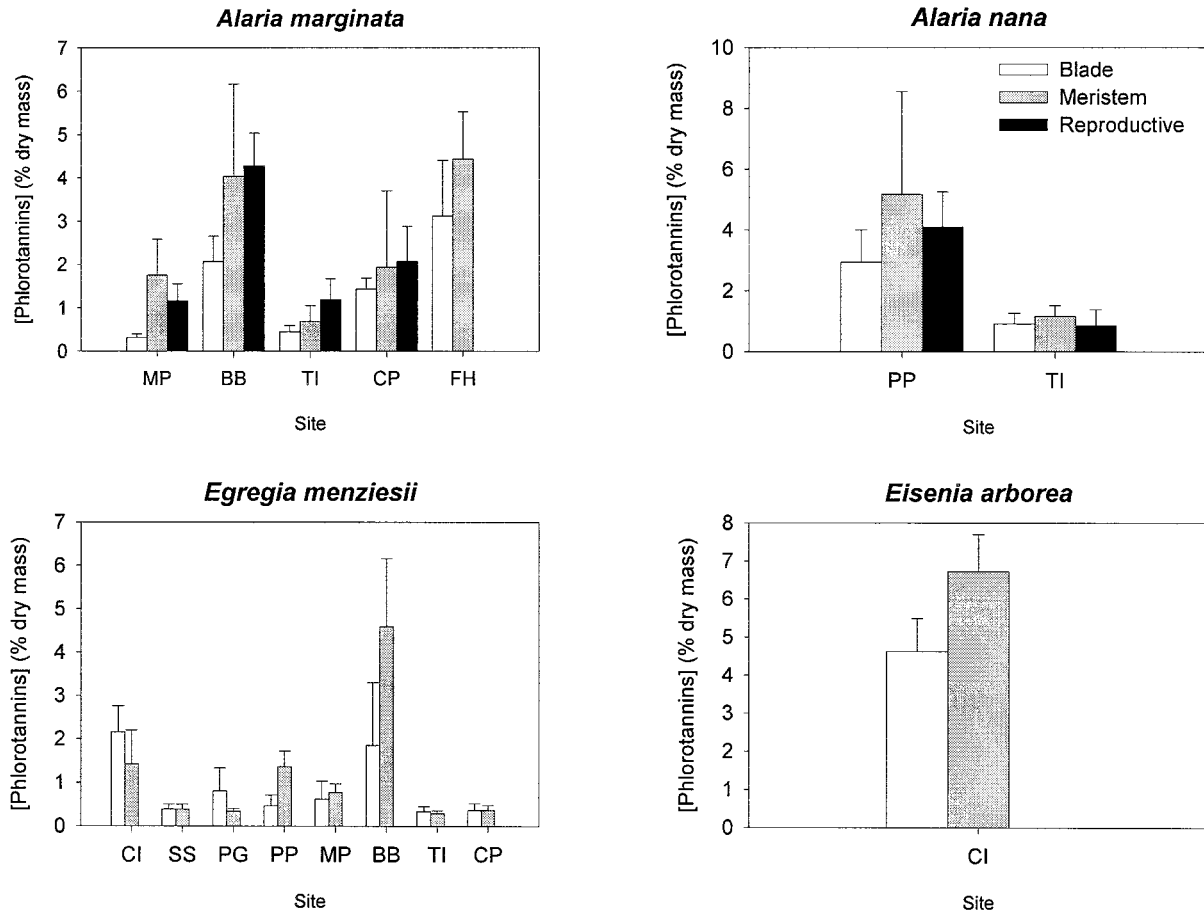 Alaria marginata
[Phlorotannins] (% dry mass)
7
6
5
4
3
2
1
0
MP BB TI CP FH
Site
Alaria nana
[Phlorotannins] (% dry mass)
10
8
6
4
2
0
Blade
Meristem
Reproductive
PP TI
Site
Egregia menziesii
[Phlorotannins] (% dry mass)
7
6
5
4
3
2
1
0
CI SS PG PP MP BB TI CP
Site
Eisenia arborea
[Phlorotannins] (% dry mass)
8
7
6
5
4
3
2
1
0
CI
Site